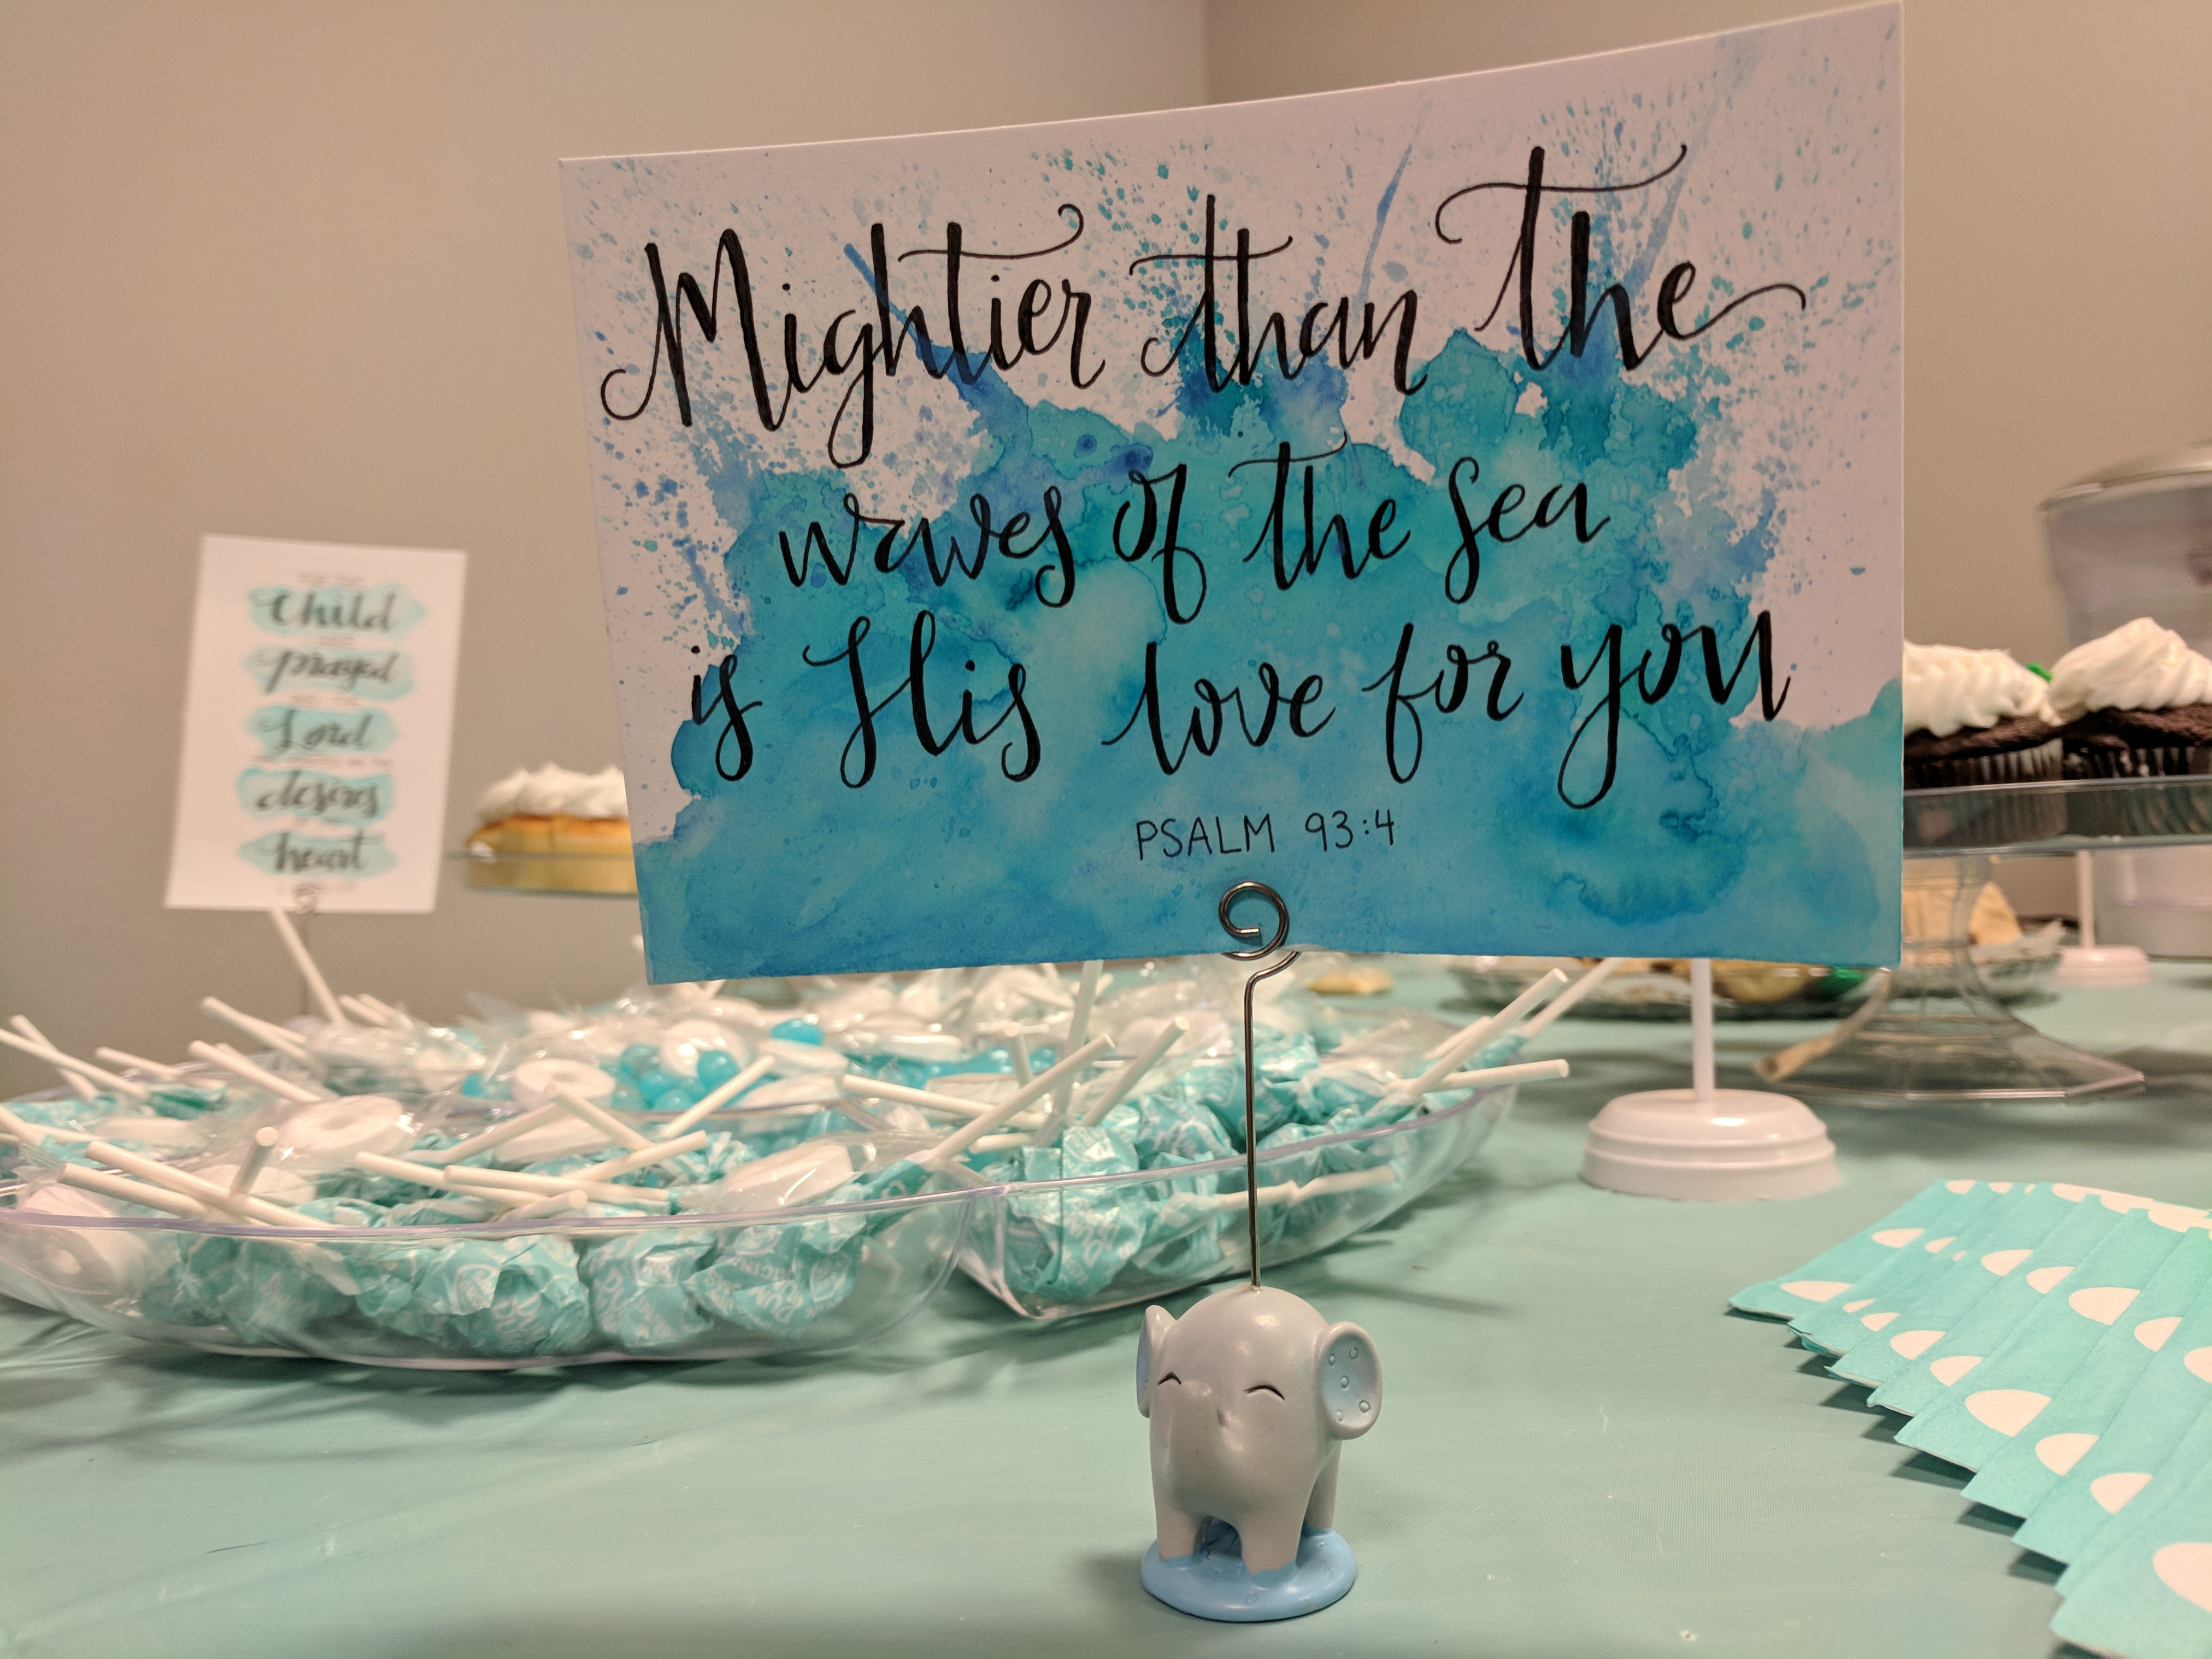 Mightier than the
waves of the sea
is His love for you
PSALM 93:4
child
prayed
Lord
desires
heart